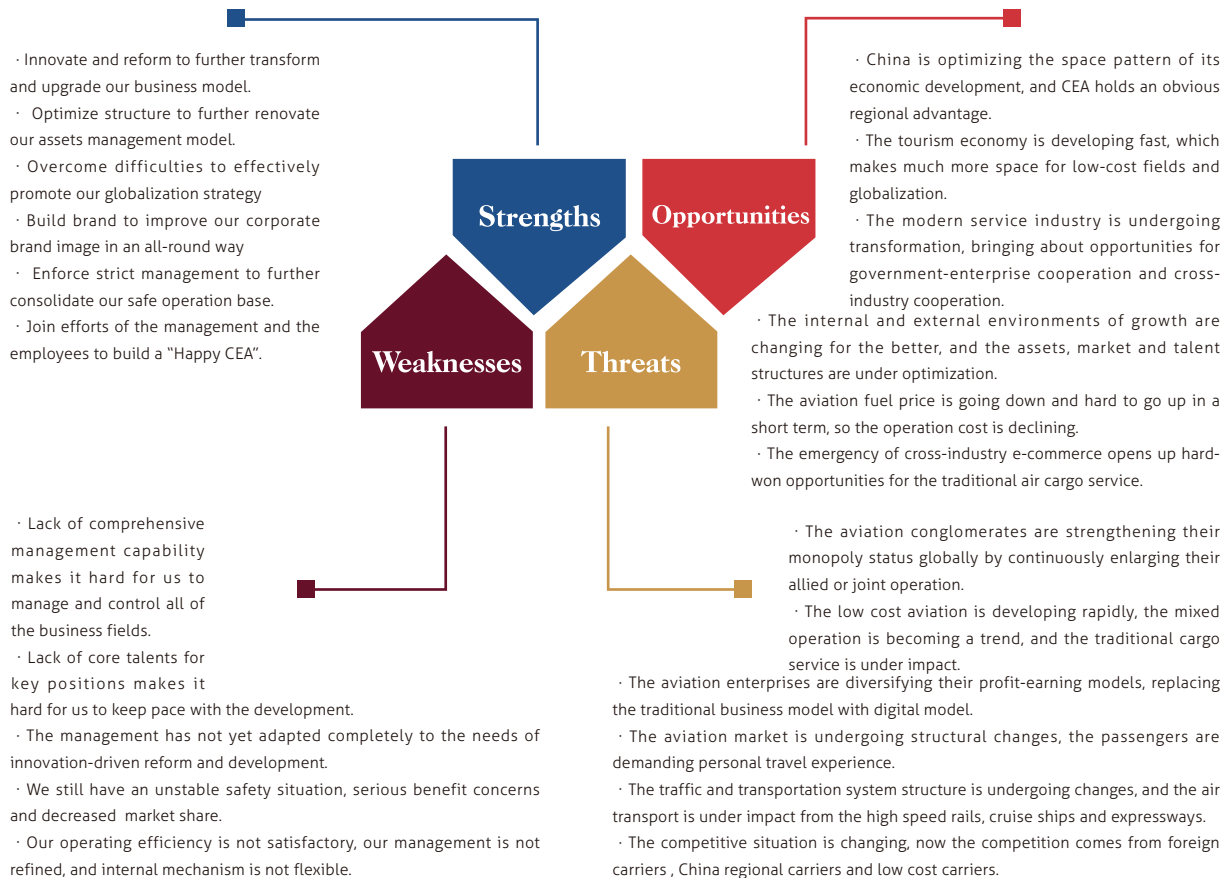 · Innovate and reform to further transform
and upgrade our business model.
· Optimize structure to further renovate
our assets management model.
· Overcome difficulties to effectively
promote our globalization strategy
· Build brand to improve our corporate
brand image in an all-round way
· Enforce strict management to further
consolidate our safe operation base.
· Join efforts of the management and the
employees to build a “Happy CEA”.
Strengths
Opportunities
Weaknesses
Threats
· China is optimizing the space pattern of its
economic development, and CEA holds an obvious
regional advantage.
· The tourism economy is developing fast, which
makes much more space for low-cost fields and
globalization.
· The modern service industry is undergoing
transformation, bringing about opportunities for
government-enterprise cooperation and cross-
industry cooperation.
· The internal and external environments of growth are
changing for the better, and the assets, market and talent
structures are under optimization.
· The aviation fuel price is going down and hard to go up in a
short term, so the operation cost is declining.
· The emergency of cross-industry e-commerce opens up hard-
won opportunities for the traditional air cargo service.
· Lack of comprehensive
management capability
makes it hard for us to
manage and control all of
the business fields.
· Lack of core talents for
key positions makes it
hard for us to keep pace with the development.
· The management has not yet adapted completely to the needs of
innovation-driven reform and development.
· We still have an unstable safety situation, serious benefit concerns
and decreased market share.
· Our operating efficiency is not satisfactory, our management is not
refined, and internal mechanism is not flexible.
· The aviation conglomerates are strengthening their
monopoly status globally by continuously enlarging their
allied or joint operation.
· The low cost aviation is developing rapidly, the mixed
operation is becoming a trend, and the traditional cargo
service is under impact.
· The aviation enterprises are diversifying their profit-earning models, replacing
the traditional business model with digital model.
· The aviation market is undergoing structural changes, the passengers are
demanding personal travel experience.
· The traffic and transportation system structure is undergoing changes, and the air
transport is under impact from the high speed rails, cruise ships and expressways.
· The competitive situation is changing, now the competition comes from foreign
carriers , China regional carriers and low cost carriers.